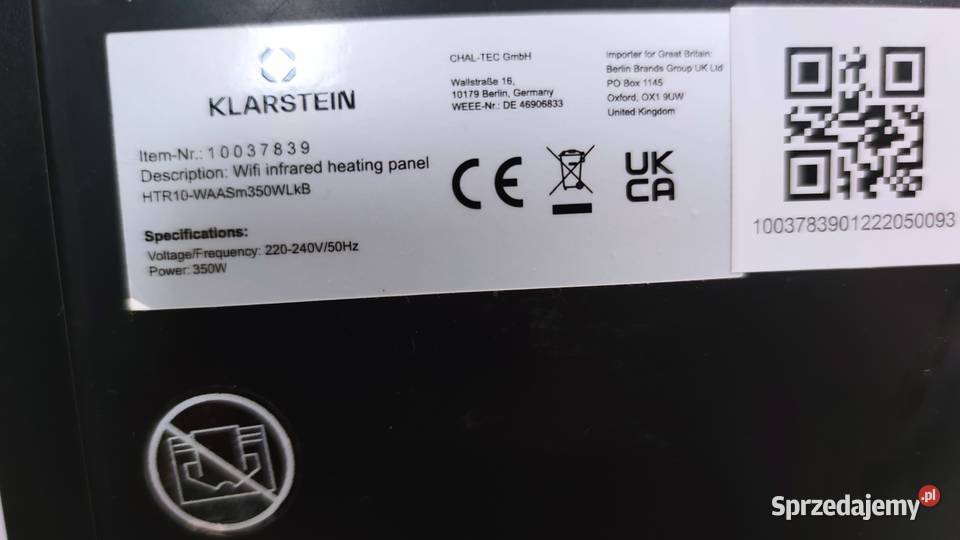 KLARSTEIN
Item-Nr.: 10037839
Description: Wifi infrared heating panel
HTR10-WAASm350WLkB
Specifications:
Voltage/Frequency: 220-240V/50Hz
Power: 350W
CHAL-TEC GmbH
Wallstraße 16,
10179 Berlin, Germany
WEEE-Nr.: DE 46906833
Importer for Great Britain:
Berlin Brands Group UK Ltd
PO Box 1145
Oxford, OX1 9UW
United Kingdom
CE
UK
CA
1003783901222050093
Sprzedajemy.pl